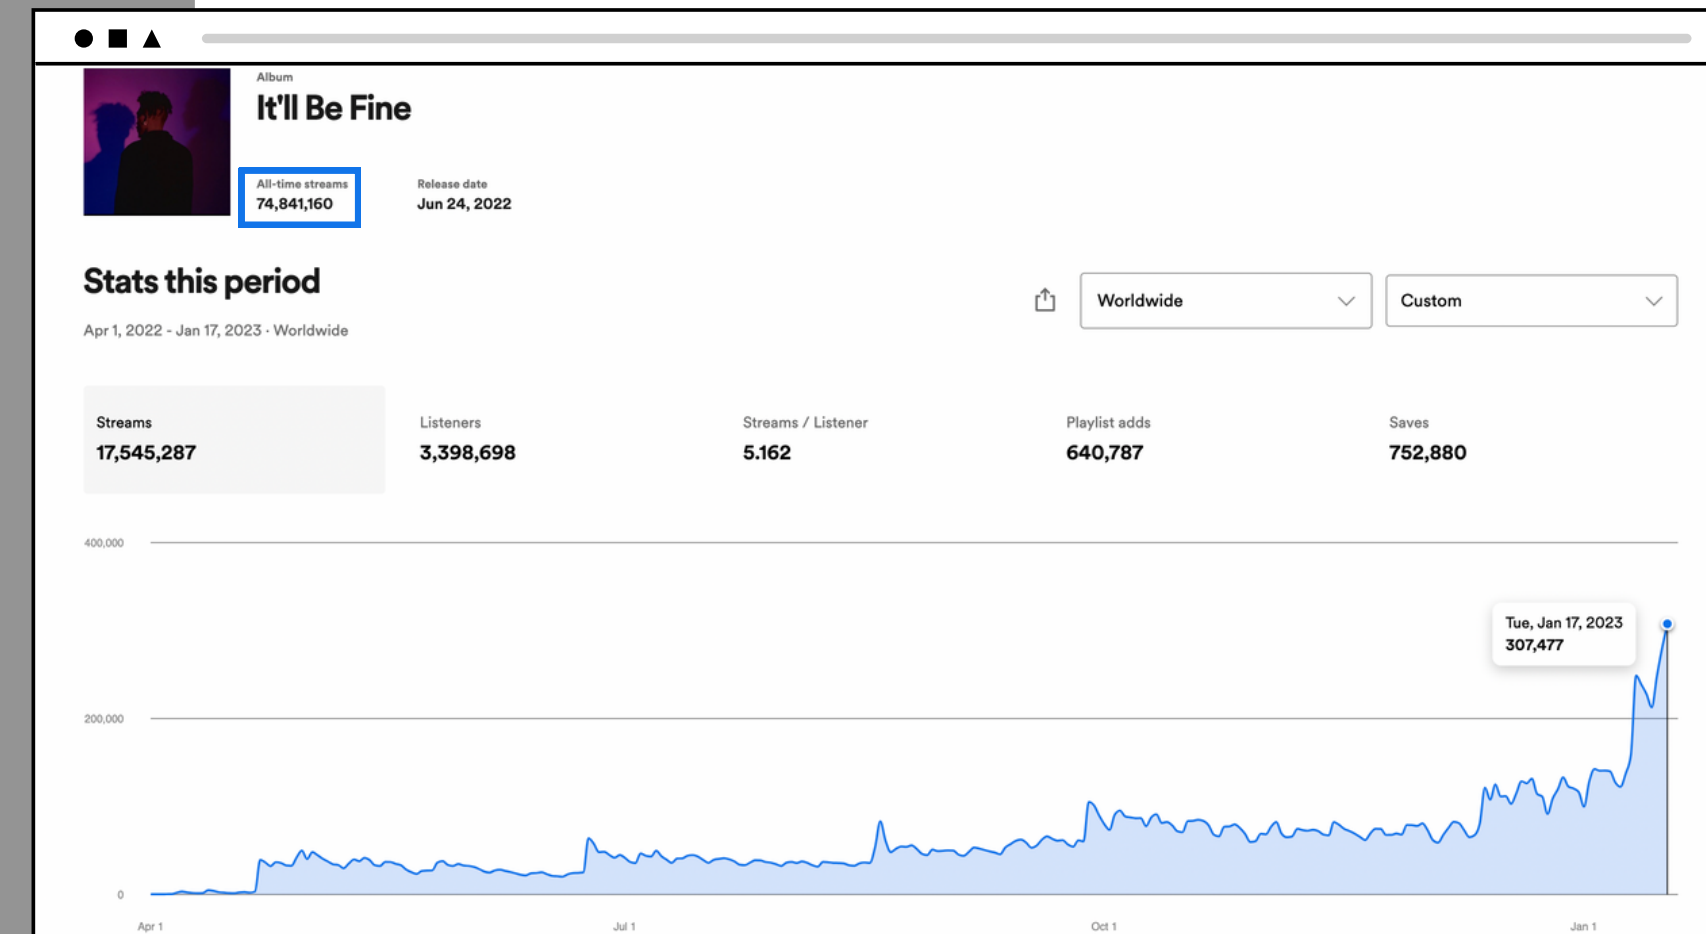 Album
It'll Be Fine
All-time streams
Release date
74,841,160
Jun 24, 2022
Stats this period
Worldwide
Custom
Apr 1, 2022 - Jan 17, 2023 · Worldwide
Streams
Listeners
Streams / Listener
Playlist adds
Saves
17,545,287
3,398,698
5.162
640,787
752,880
400,000
Tue, Jan 17, 2023
307,477
200,000
0
Apr 1
Jul 1
Oct 1
Jan 1